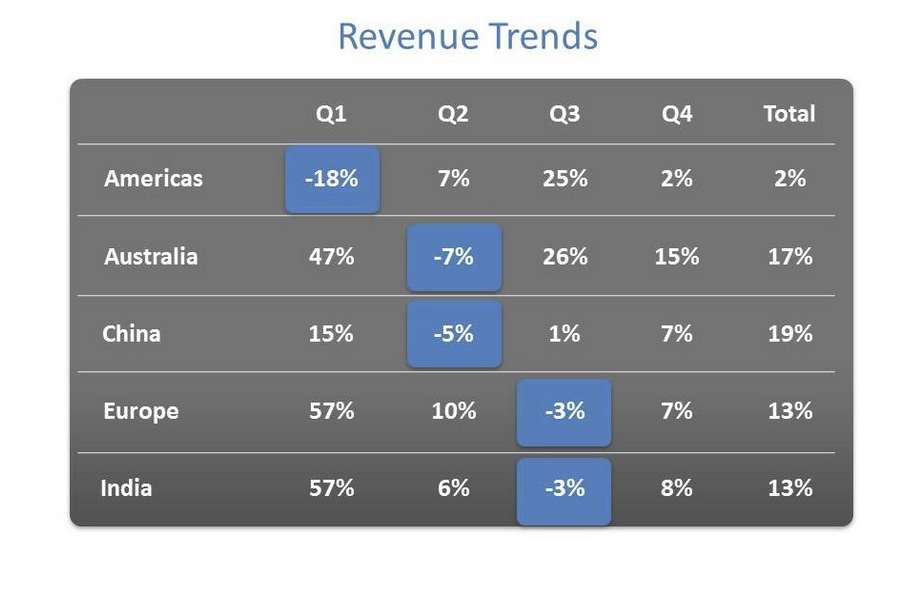 Revenue Trends
Q1 Q2 Q3 Q4 Total
Americas -18% 7% 25% 2% 2%
Australia 47% -7% 26% 15% 17%
China 15% -5% 1% 7% 19%
Europe 57% 10% -3% 7% 13%
India 57% 6% -3% 8% 13%